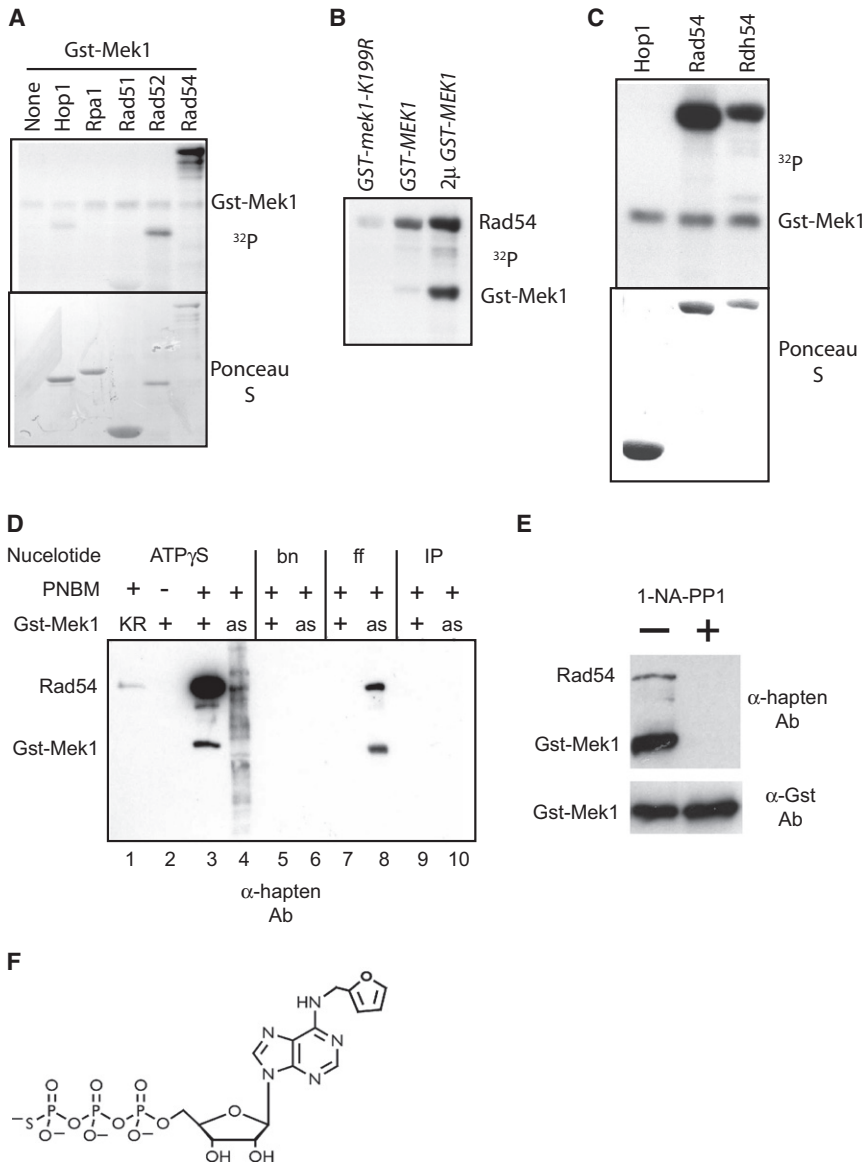 A
Gst-Mek1
None
Hop1
Rpa1
Rad51
Rad52
Rad54
Gst-Mek1
32P
Ponceau
S
B
GST-mek1-K199R
GST-MEK1
2μ GST-MEK1
Rad54
32P
Gst-Mek1
C
Hop1
Rad54
Rdh54
32P
Gst-Mek1
Ponceau
S
D
Nucelotide ATPγS bn ff IP
PNBM + - + + + + + + + +
Gst-Mek1 KR + + as + as + as + as
Rad54
Gst-Mek1
1 2 3 4 5 6 7 8 9 10
α-hapten
Ab
E
1-NA-PP1
− +
Rad54
Gst-Mek1
α-hapten
Ab
Gst-Mek1
α-Gst
Ab
F
O
HN
N
N
N
N
O O O
−S P O P O P O
O− O− O−
O
OH OH